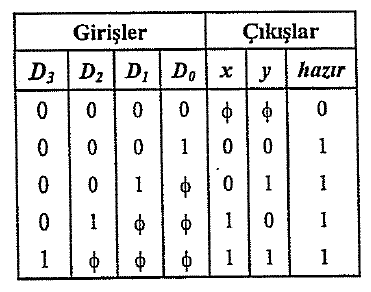 Girişler Çıkışlar
D3 D2 D1 D0 x y hazır
0 0 0 0 ϕ ϕ 0
0 0 0 1 0 0 1
0 0 1 ϕ 0 1 1
0 1 ϕ ϕ 1 0 1
1 ϕ ϕ ϕ 1 1 1